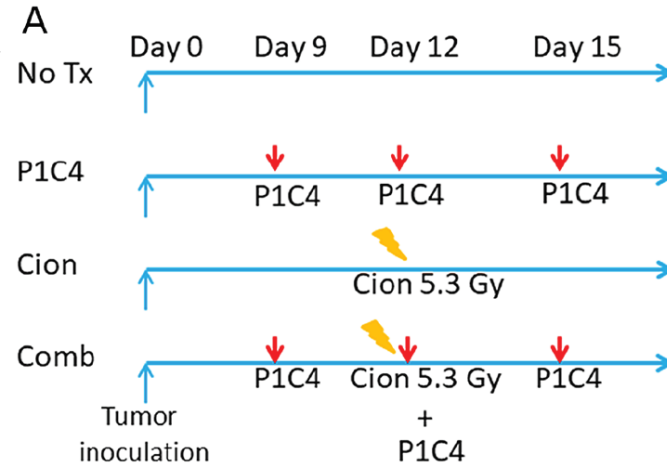 A
Day 0 Day 9 Day 12 Day 15
No Tx
P1C4
P1C4 P1C4 P1C4
Cion
Cion 5.3 Gy
Comb
P1C4 Cion 5.3 Gy P1C4
Tumor +
inoculation P1C4